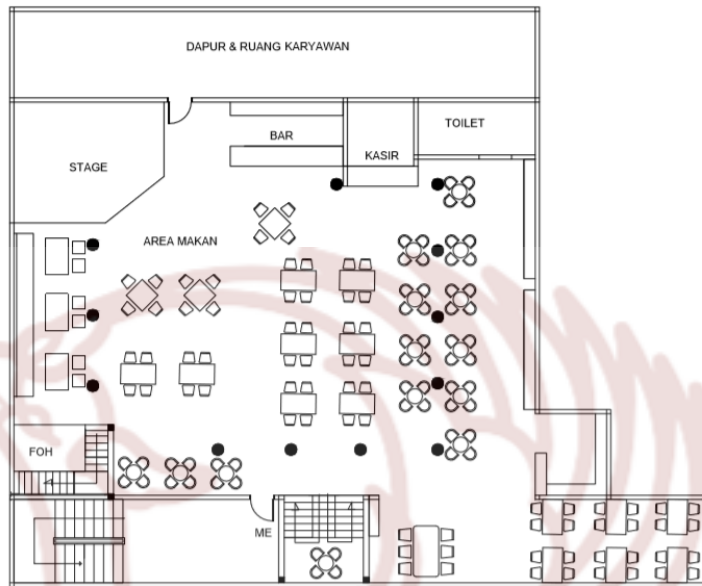 DAPUR & RUANG KARYAWAN
TOILET
BAR
KASIR
STAGE
AREA MAKAN
FOH
ME